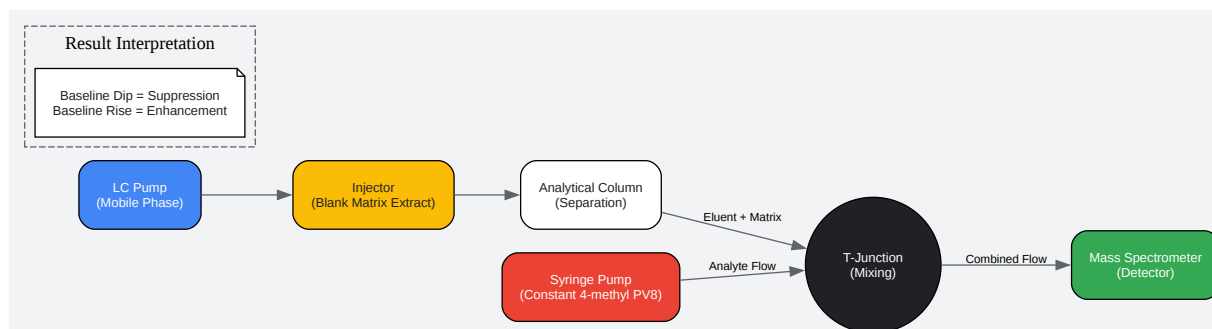 Result Interpretation
Baseline Dip = Suppression
Baseline Rise = Enhancement
LC Pump
(Mobile Phase)
Injector
(Blank Matrix Extract)
Analytical Column
(Separation)
Eluent + Matrix
Syringe Pump
(Constant 4-methyl PV8)
Analyte Flow
T-Junction
(Mixing)
Combined Flow
Mass Spectrometer
(Detector)